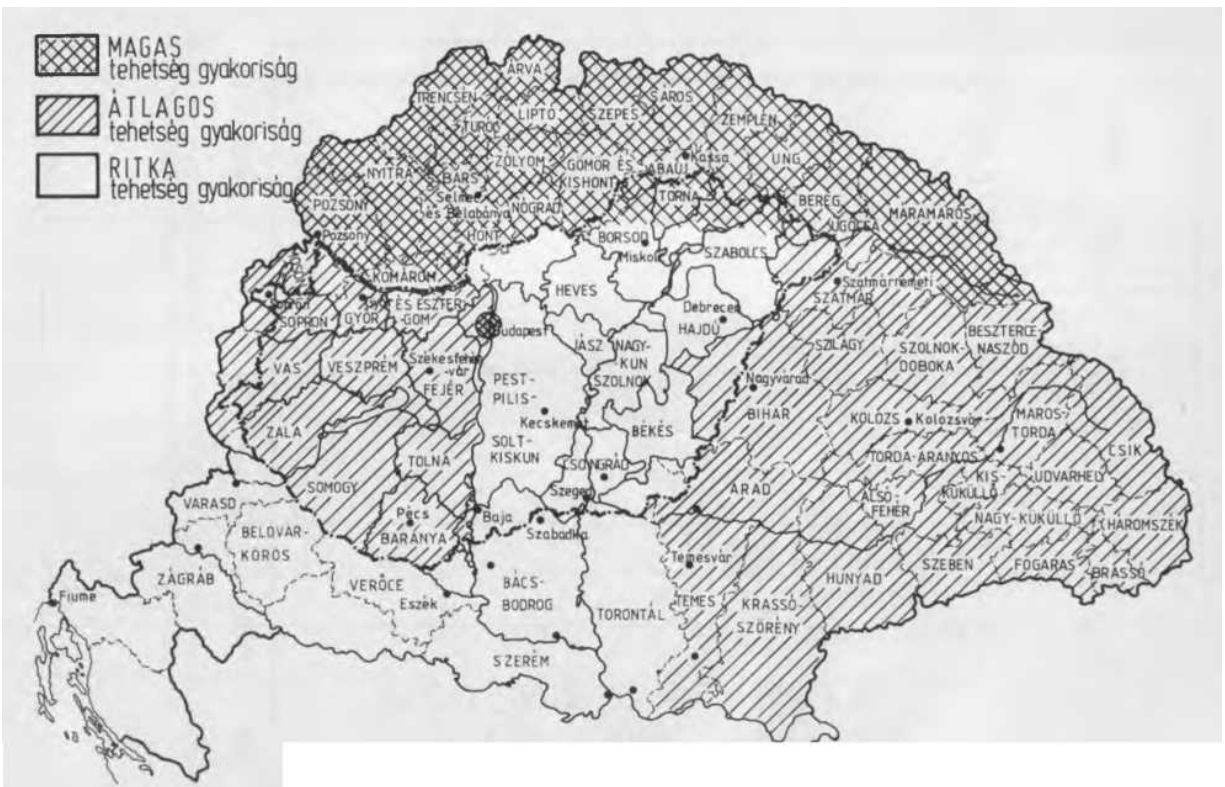 MAGAS
tehetség gyakoriság
ÁTLAGOS
tehetség gyakoriság
RITKA
tehetség gyakoriság
ÁRVA
TRENCSÉN
LIPTÓ
SZEPES
SÁROS
TURÓC
ZEMPLÉN
NYITRA
ZÓLYOM
GÖMÖR ÉS
KISHONT
ABAÚJ
Kassa
UNG
BARS
TORNA
Selmec
és Bélabánya
POZSONY
NÓGRÁD
BEREG
UGOCSA
MÁRAMAROS
Pozsony
HONT
BORSOD
Miskolc
SZABOLCS
KOMÁROM
Sopron
SOPRON
GYŐR
ÉS ESZTER-
GOM
HEVES
Szatmárnémeti
SZATMÁR
Budapest
Debrecen
HAJDÚ
BESZTERCE-
NASZÓD
JÁSZ
NAGY-
KUN
SZOLNOK
SZILÁGY
SZOLNOK-
DOBOKA
VAS
VESZPRÉM
Székesfehér-
vár
FEJÉR
PEST-
PILIS-
SOLT-
KISKUN
Kecskemét
Nagyvárad
BIHAR
KOLOZS
Kolozsvár
MAROS-
TORDA
ZALA
BÉKÉS
TOLNA
CSONGRÁD
TORDA-ARANYOS
CSIK
SOMOGY
Szeged
ARAD
ALSÓ-
FEHÉR
KIS-
KÜKÜLLŐ
UDVARHELY
VARASD
Pécs
BARANYA
Baja
Szabadka
NAGY-KÜKÜLLŐ
HÁROMSZÉK
BELOVÁR-
KÖRÖS
Temesvár
HUNYAD
SZEBEN
FOGARAS
BRASSÓ
ZÁGRÁB
VERŐCE
Eszék
BÁCS-
BODROG
TORONTÁL
TEMES
KRASSÓ-
SZÖRÉNY
Fiume
SZERÉM